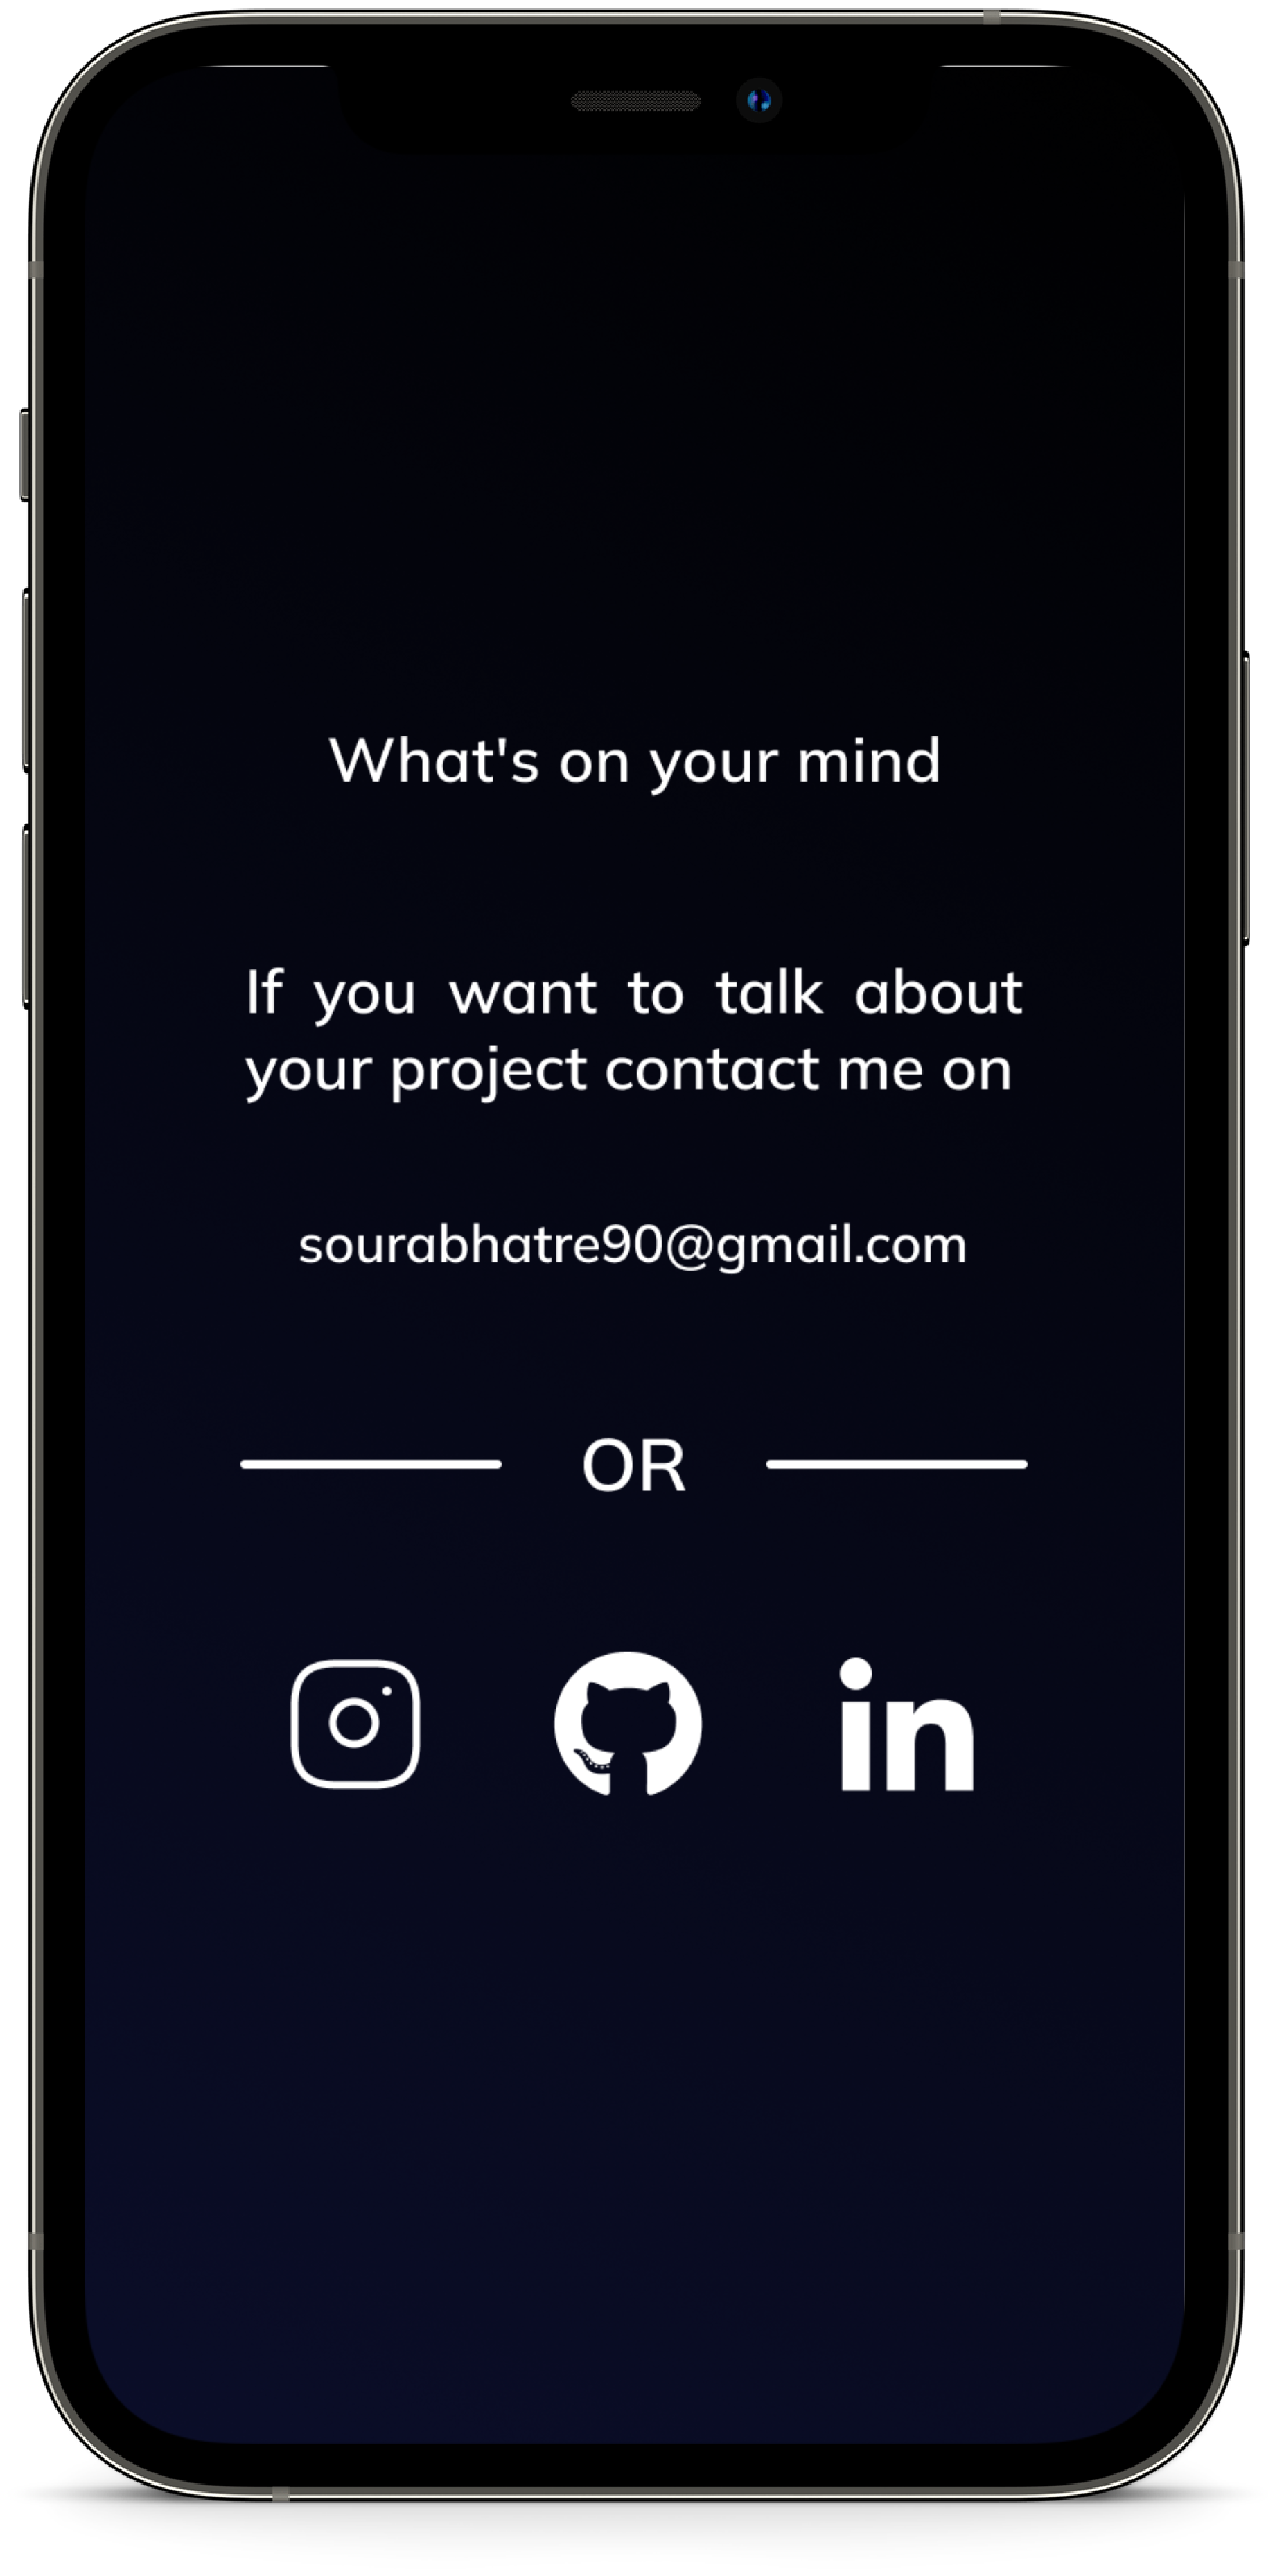 What's on your mind
If you want to talk about
your project contact me on
sourabhatre90@gmail.com
OR
in